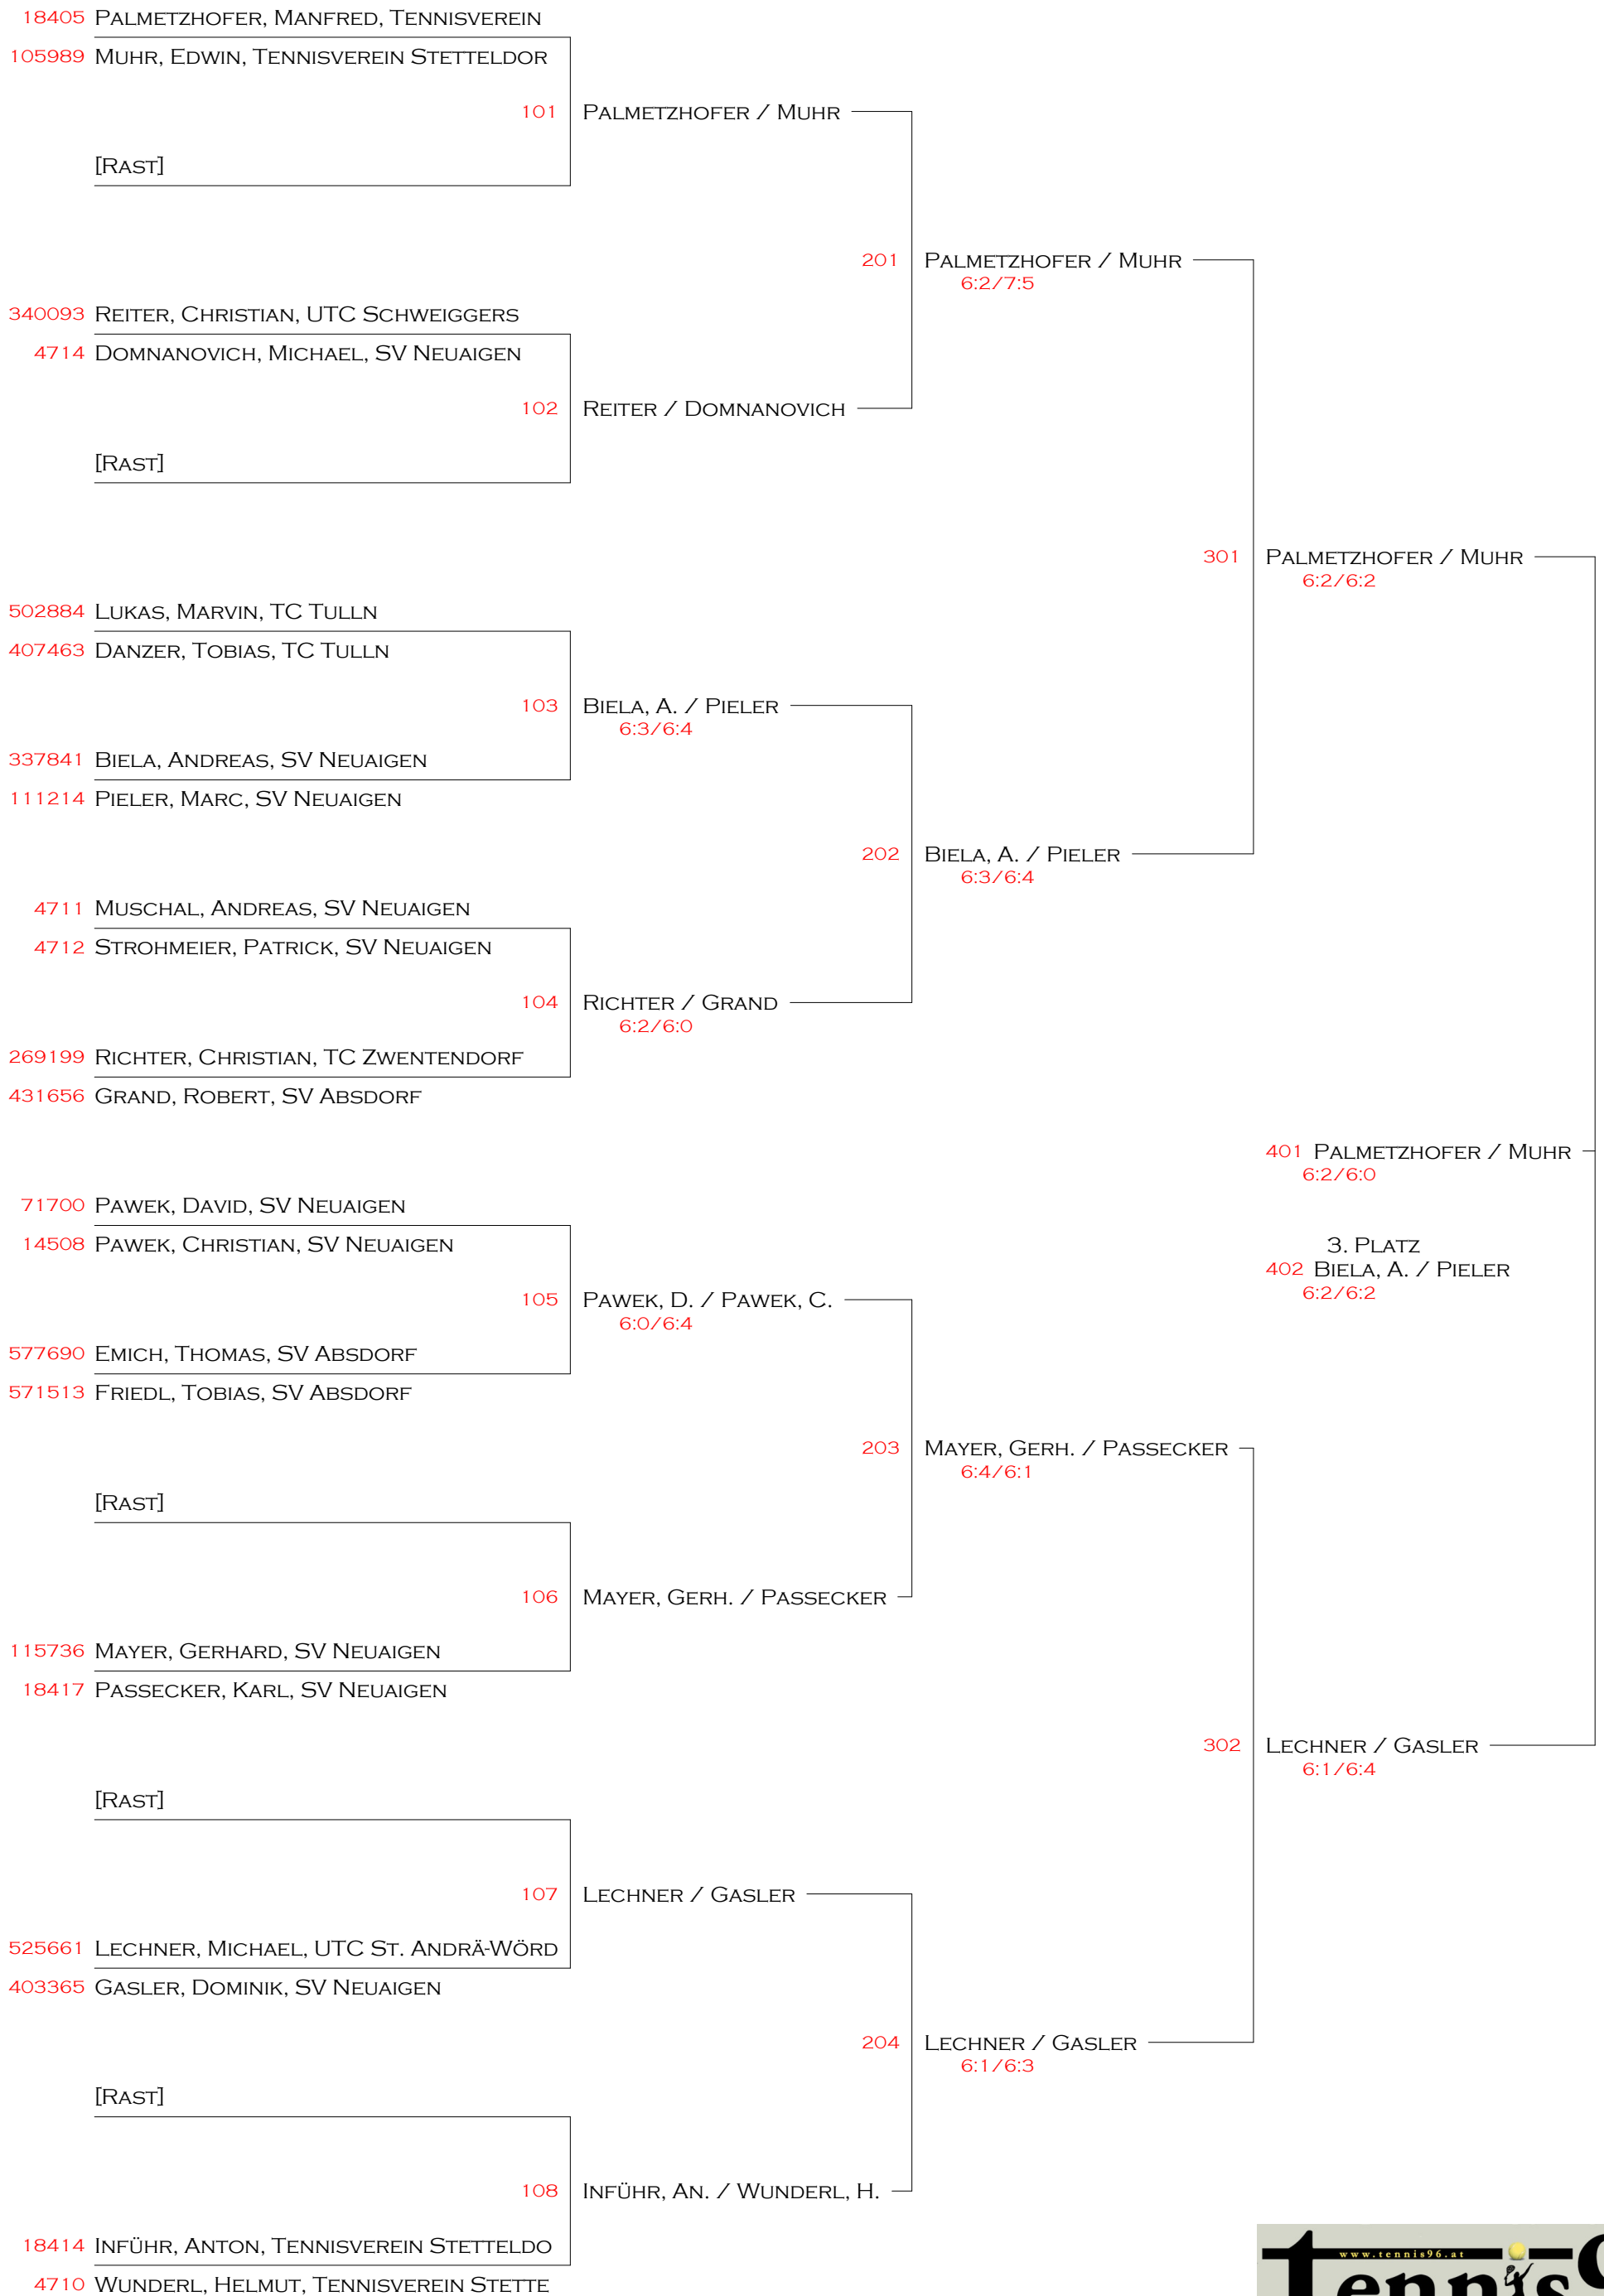 18405 Palmetzhofer, Manfred, Tennisverein
105989 Muhr, Edwin, Tennisverein Stetteldor
101 Palmetzhofer / Muhr
[Rast]
201 Palmetzhofer / Muhr
6:2/7:5
340093 Reiter, Christian, UTC Schweiggers
4714 Domnanovich, Michael, SV Neuaigen
102 Reiter / Domnanovich
[Rast]
301 Palmetzhofer / Muhr
6:2/6:2
502884 Lukas, Marvin, TC Tulln
407463 Danzer, Tobias, TC Tulln
103 Biela, A. / Pieler
6:3/6:4
337841 Biela, Andreas, SV Neuaigen
111214 Pieler, Marc, SV Neuaigen
202 Biela, A. / Pieler
6:3/6:4
4711 Muschal, Andreas, SV Neuaigen
4712 Strohmeier, Patrick, SV Neuaigen
104 Richter / Grand
6:2/6:0
269199 Richter, Christian, TC Zwentendorf
431656 Grand, Robert, SV Absdorf
401 Palmetzhofer / Muhr
6:2/6:0
71700 Pawek, David, SV Neuaigen
14508 Pawek, Christian, SV Neuaigen
3. Platz
402 Biela, A. / Pieler
6:2/6:2
105 Pawek, D. / Pawek, C.
6:0/6:4
577690 Emich, Thomas, SV Absdorf
571513 Friedl, Tobias, SV Absdorf
203 Mayer, Gerh. / Passecker
6:4/6:1
[Rast]
106 Mayer, Gerh. / Passecker
115736 Mayer, Gerhard, SV Neuaigen
18417 Passecker, Karl, SV Neuaigen
302 Lechner / Gasler
6:1/6:4
[Rast]
107 Lechner / Gasler
525661 Lechner, Michael, UTC St. Andrä-Wörd
403365 Gasler, Dominik, SV Neuaigen
204 Lechner / Gasler
6:1/6:3
[Rast]
108 Inführ, An. / Wunderl, H.
18414 Inführ, Anton, Tennisverein Stetteldo
4710 Wunderl, Helmut, Tennisverein Stette
www.tennis96.at
tennis9